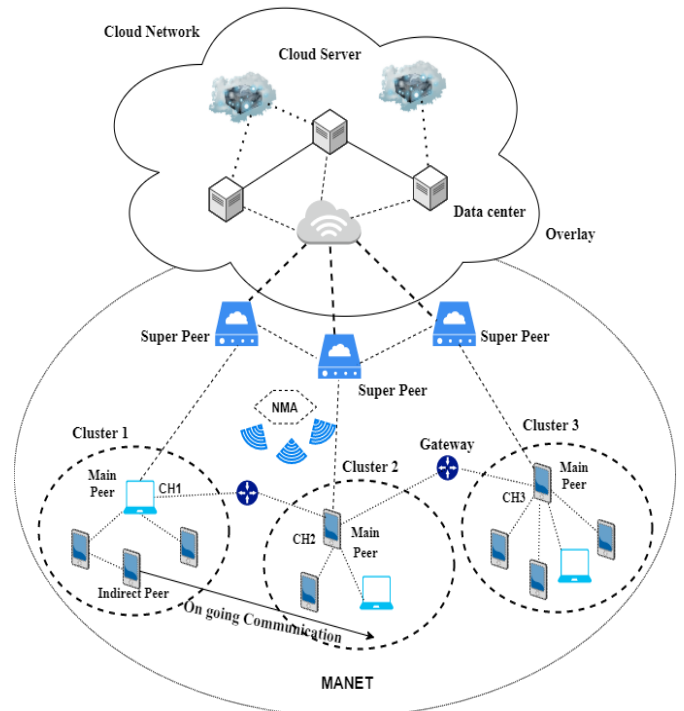 Cloud Network
Cloud Server
Data center
Overlay
Super Peer
Super Peer
Super Peer
NMA
Cluster 1
Cluster 3
Gateway
Cluster 2
Main
Peer
CH1
Main
Peer
CH3
CH2
Main
Peer
Indirect Peer
On going Communication
MANET